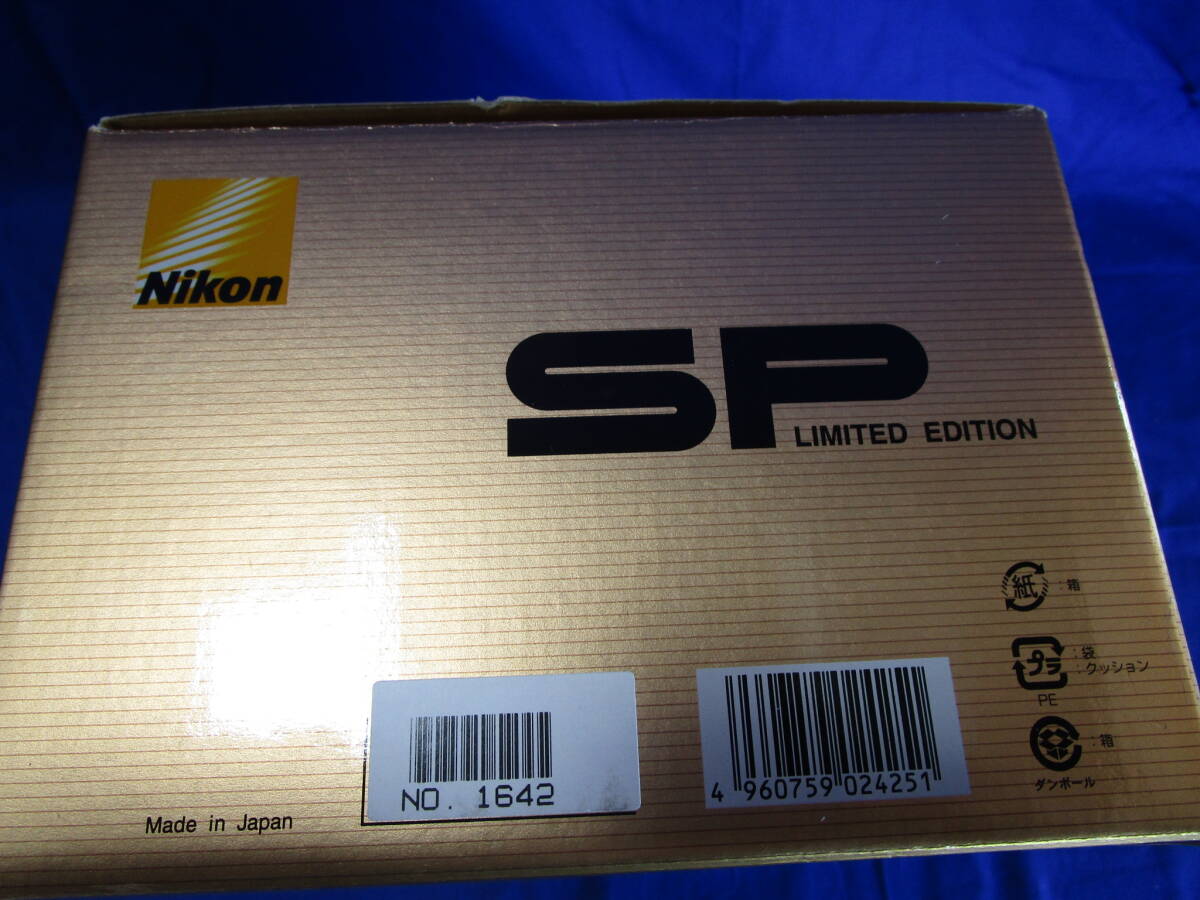 Nikon
SP
LIMITED EDITION
紙 :箱
プラ :袋
:クッション
PE
:箱
ダンボール
NO. 1642
4 960759 024251
Made in Japan